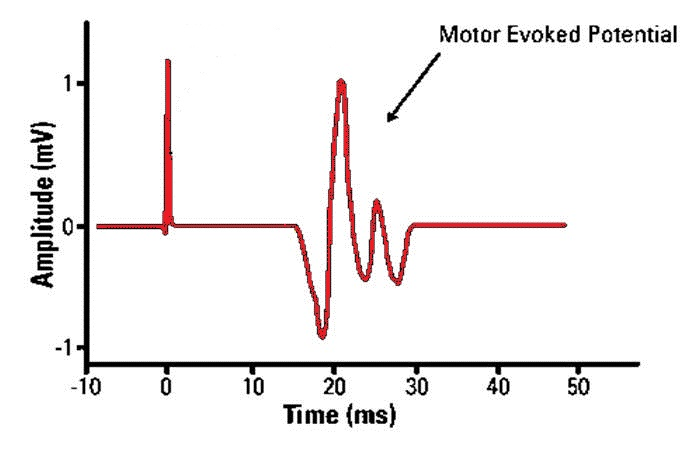 Motor Evoked Potential
Amplitude (mV)
1
0
-1
-10 0 10 20 30 40 50
Time (ms)